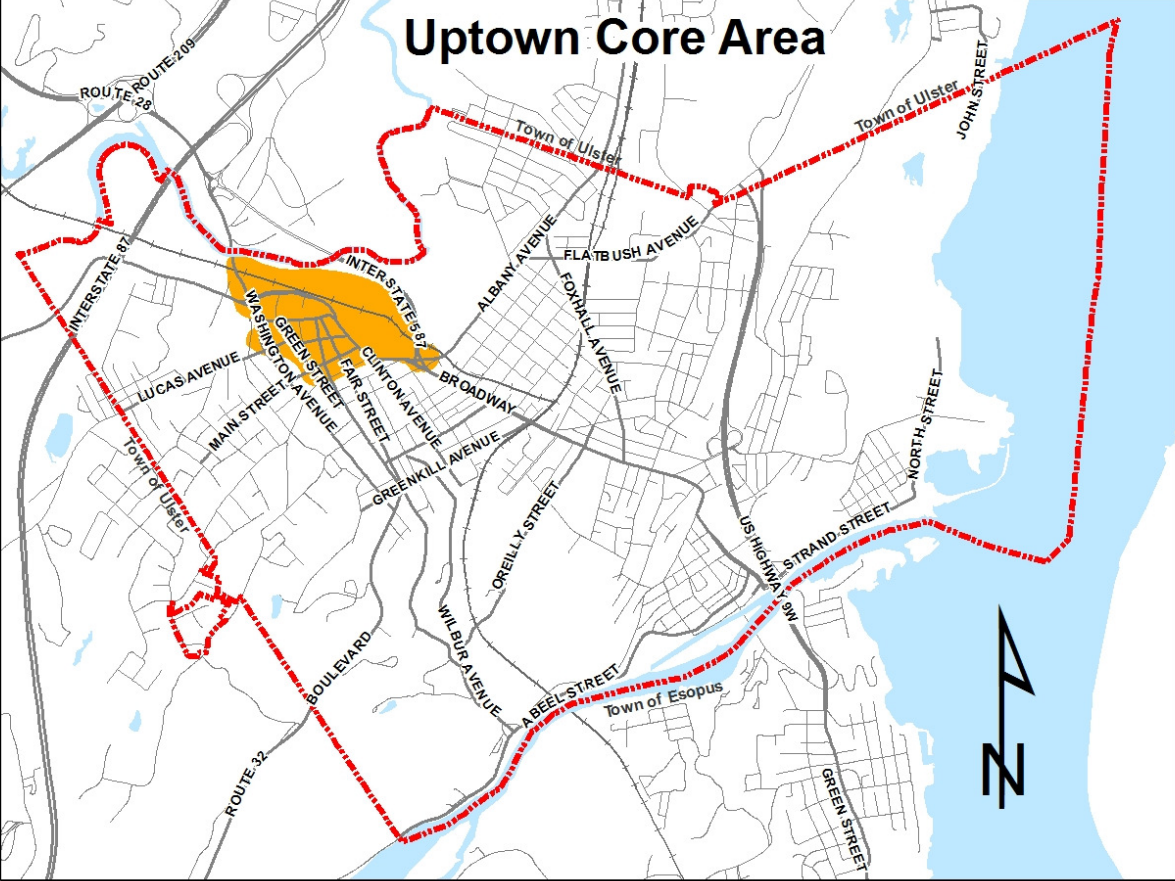 Uptown Core Area
ROUTE 209
ROUTE 28
JOHN STREET
Town of Ulster
Town of Ulster
INTERSTATE 87
INTERSTATE 587
ALBANY AVENUE
FLATBUSH AVENUE
FOXHALL AVENUE
WASHINGTON AVENUE
GREEN STREET
FAIR STREET
CLINTON AVENUE
BROADWAY
LUCAS AVENUE
MAIN STREET
GREENKILL AVENUE
NORTH STREET
Town of Ulster
OREILLY STREET
STRAND STREET
US HIGHWAY 9W
WILBUR AVENUE
BOULEVARD
ABEEL STREET
Town of Esopus
ROUTE 32
GREEN STREET
N